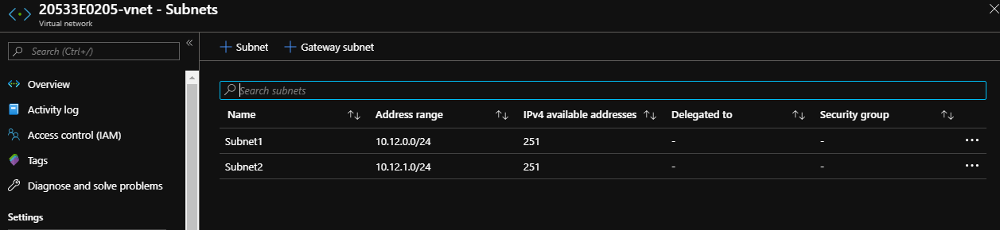 20533E0205-vnet - Subnets
Virtual network
Search (Ctrl+/)
Overview
Activity log
Access control (IAM)
Tags
Diagnose and solve problems
Settings
+ Subnet + Gateway subnet
Search subnets
Name Address range IPv4 available addresses Delegated to Security group
Subnet1 10.12.0.0/24 251 - -
Subnet2 10.12.1.0/24 251 - -